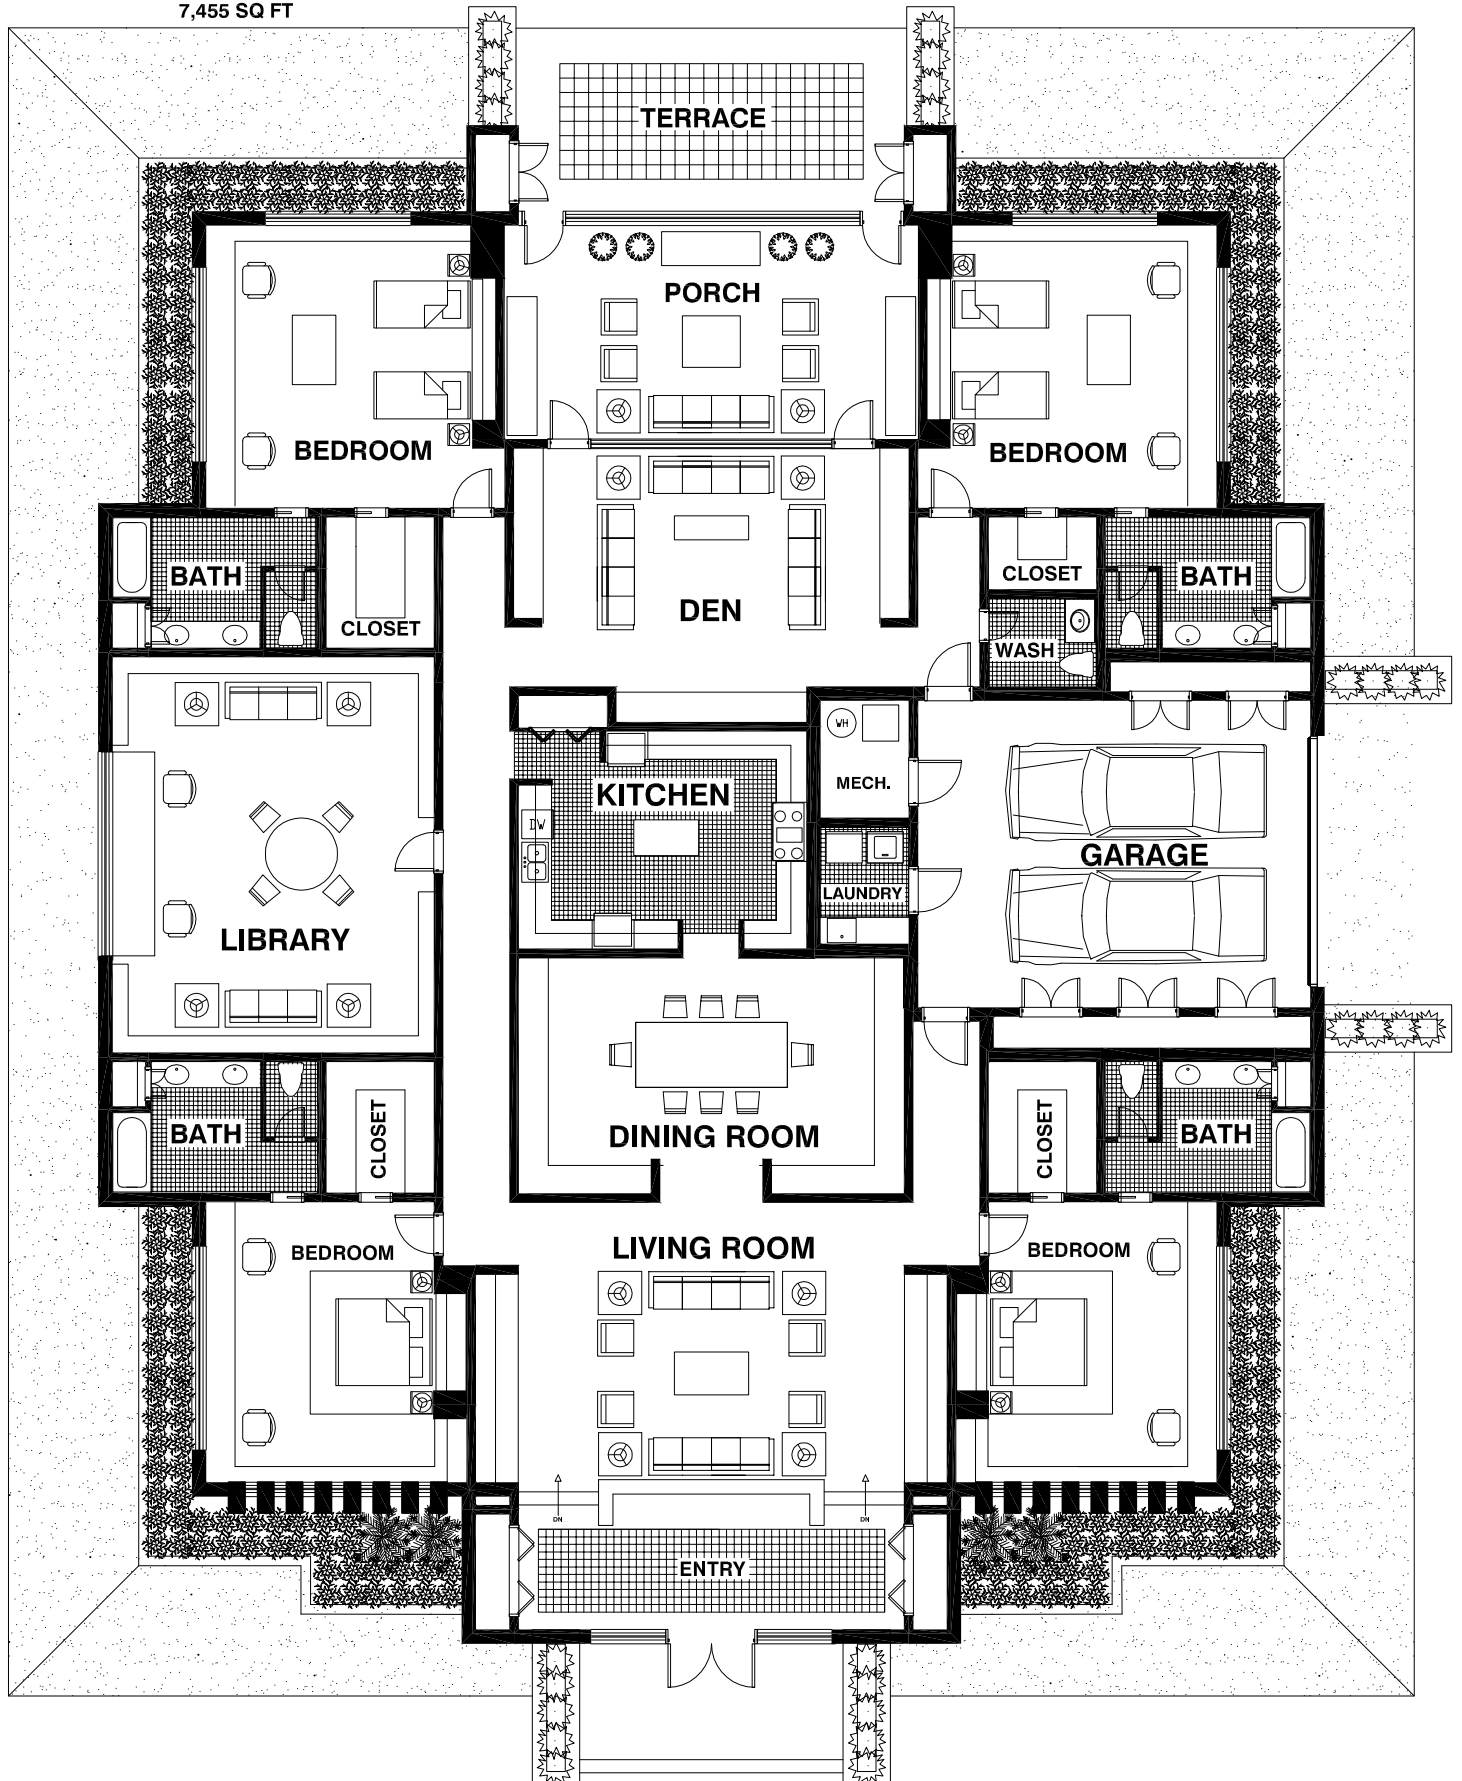 7,455 SQ FT
TERRACE
PORCH
BEDROOM
BEDROOM
BATH
CLOSET
DEN
CLOSET
WASH
BATH
WH
MECH.
KITCHEN
DW
LAUNDRY
GARAGE
LIBRARY
BATH
CLOSET
DINING ROOM
CLOSET
BATH
BEDROOM
LIVING ROOM
BEDROOM
DN
DN
ENTRY